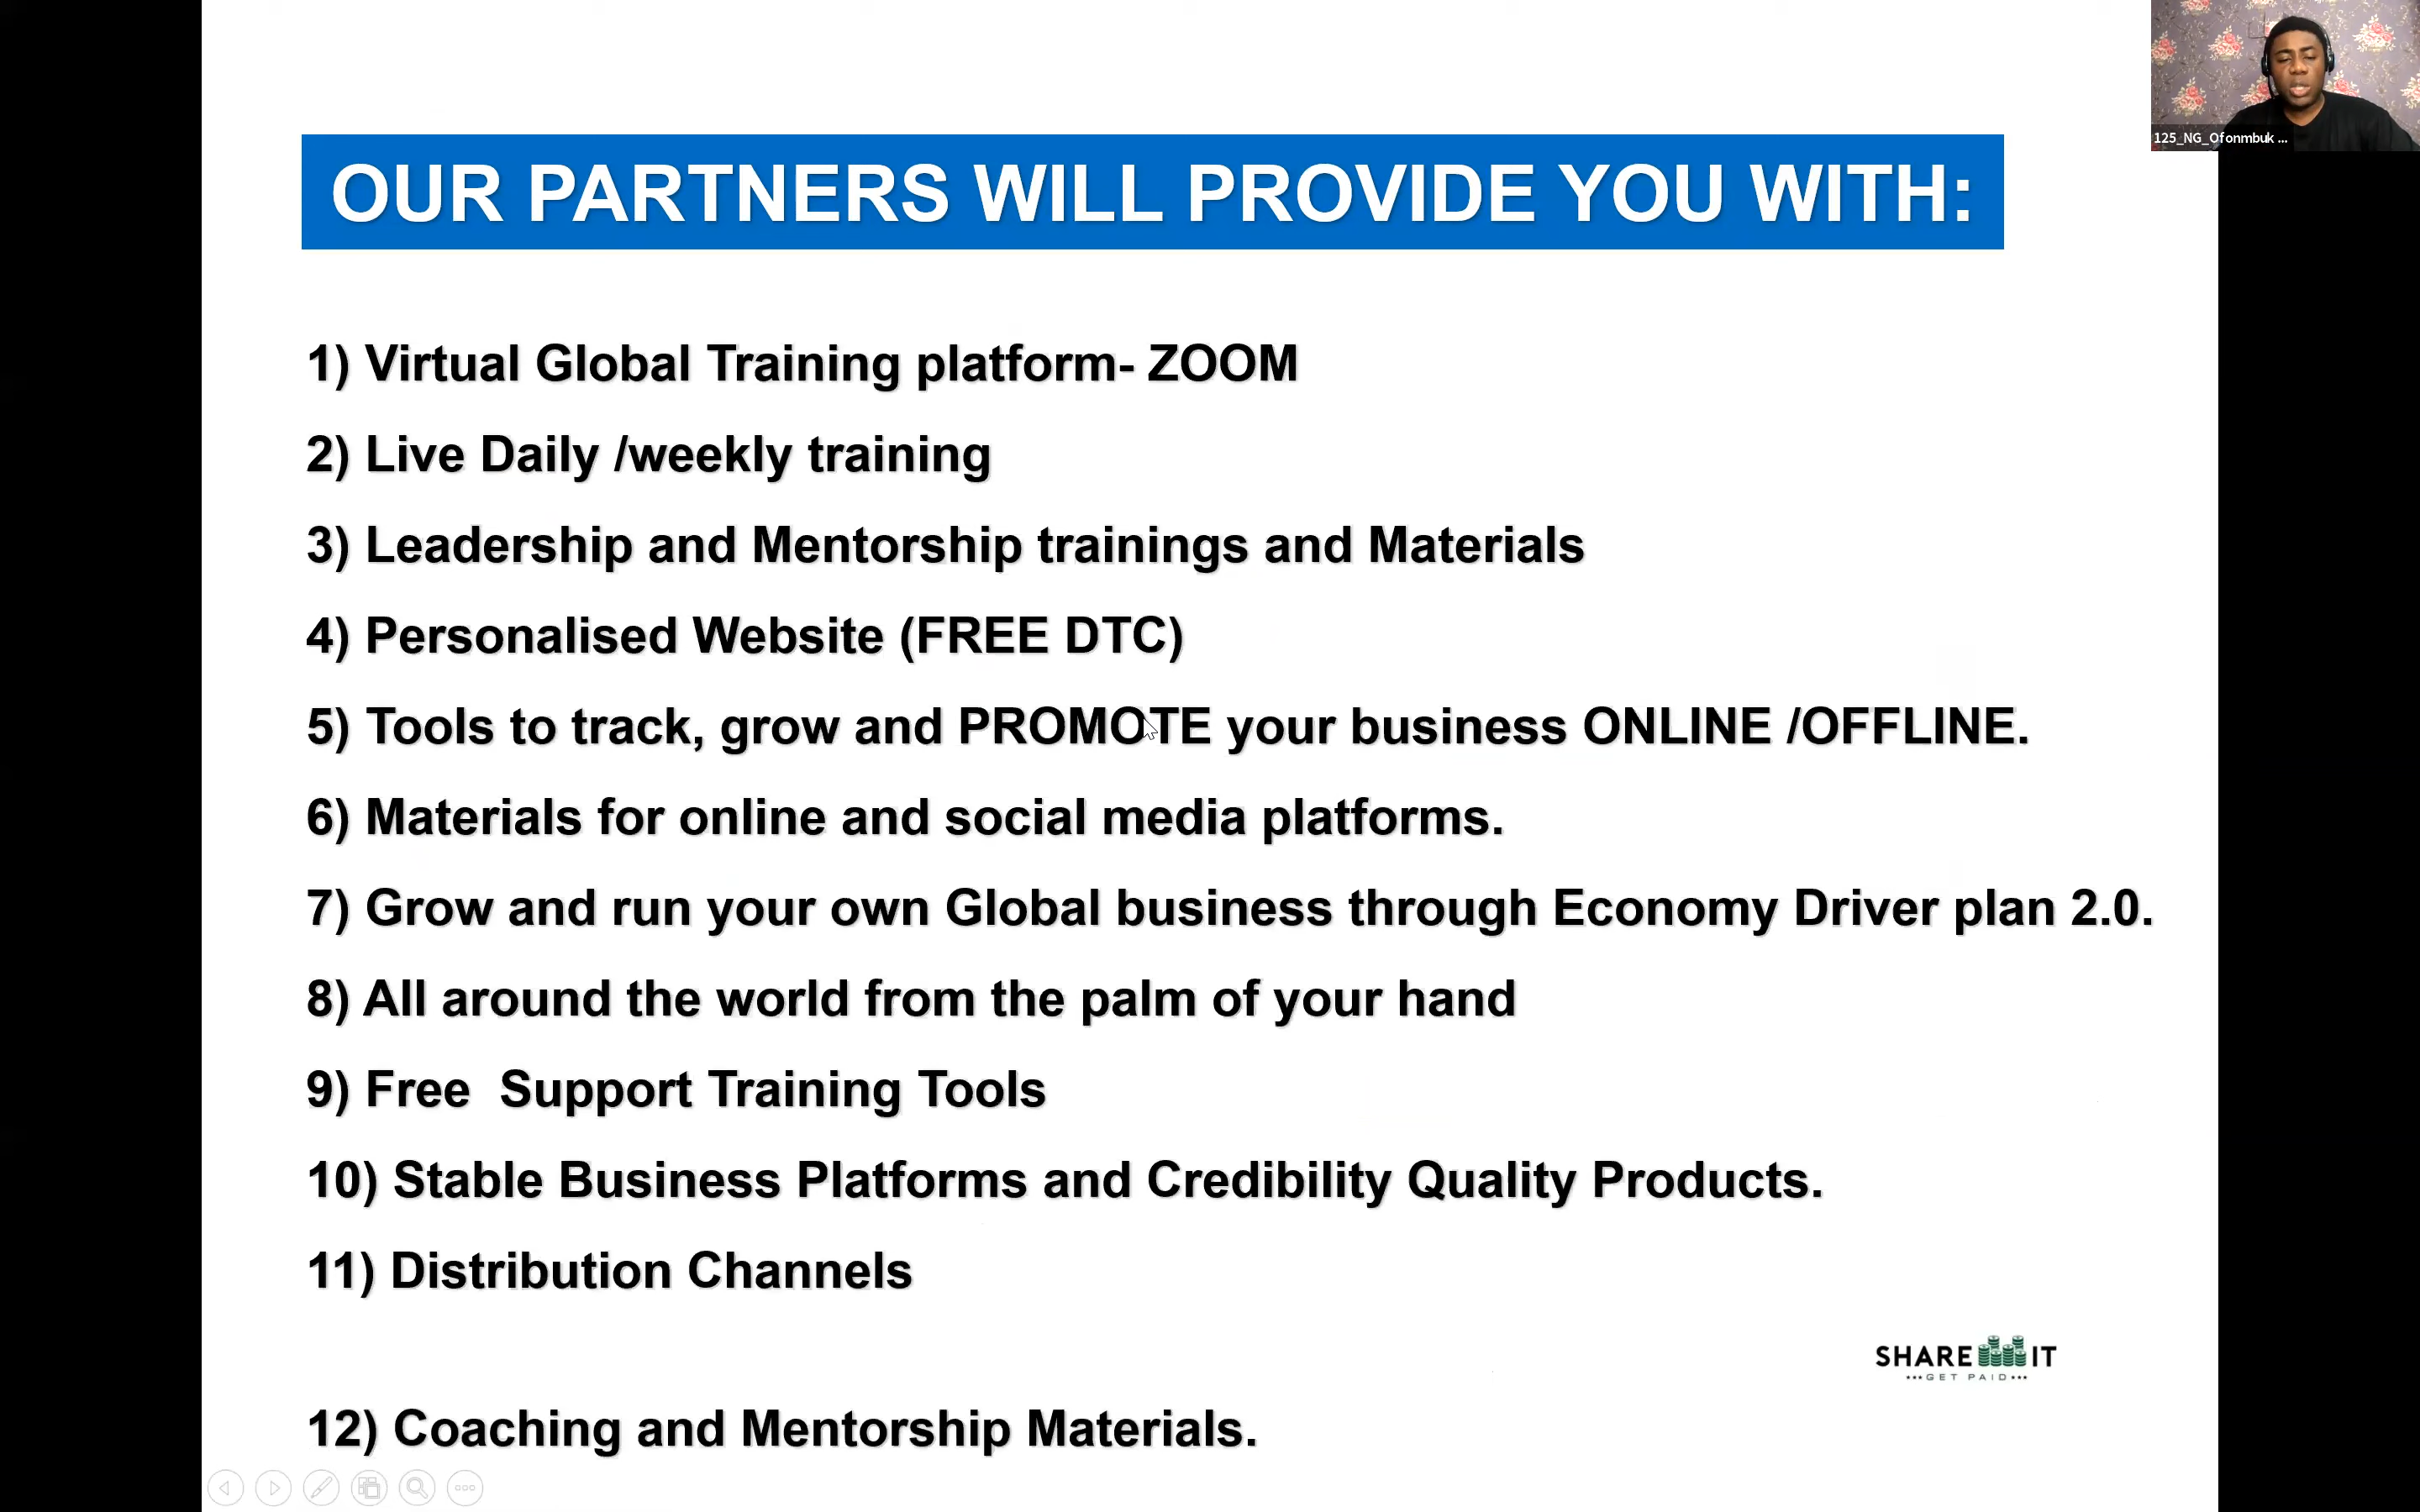 OUR PARTNERS WILL PROVIDE YOU WITH:
125_NG_Ofonmbuk ...
1) Virtual Global Training platform- ZOOM
2) Live Daily /weekly training
3) Leadership and Mentorship trainings and Materials
4) Personalised Website (FREE DTC)
5) Tools to track, grow and PROMOTE your business ONLINE /OFFLINE.
6) Materials for online and social media platforms.
7) Grow and run your own Global business through Economy Driver plan 2.0.
8) All around the world from the palm of your hand
9) Free  Support Training Tools
10) Stable Business Platforms and Credibility Quality Products.
11) Distribution Channels
SHARE IT
GET PAID
12) Coaching and Mentorship Materials.